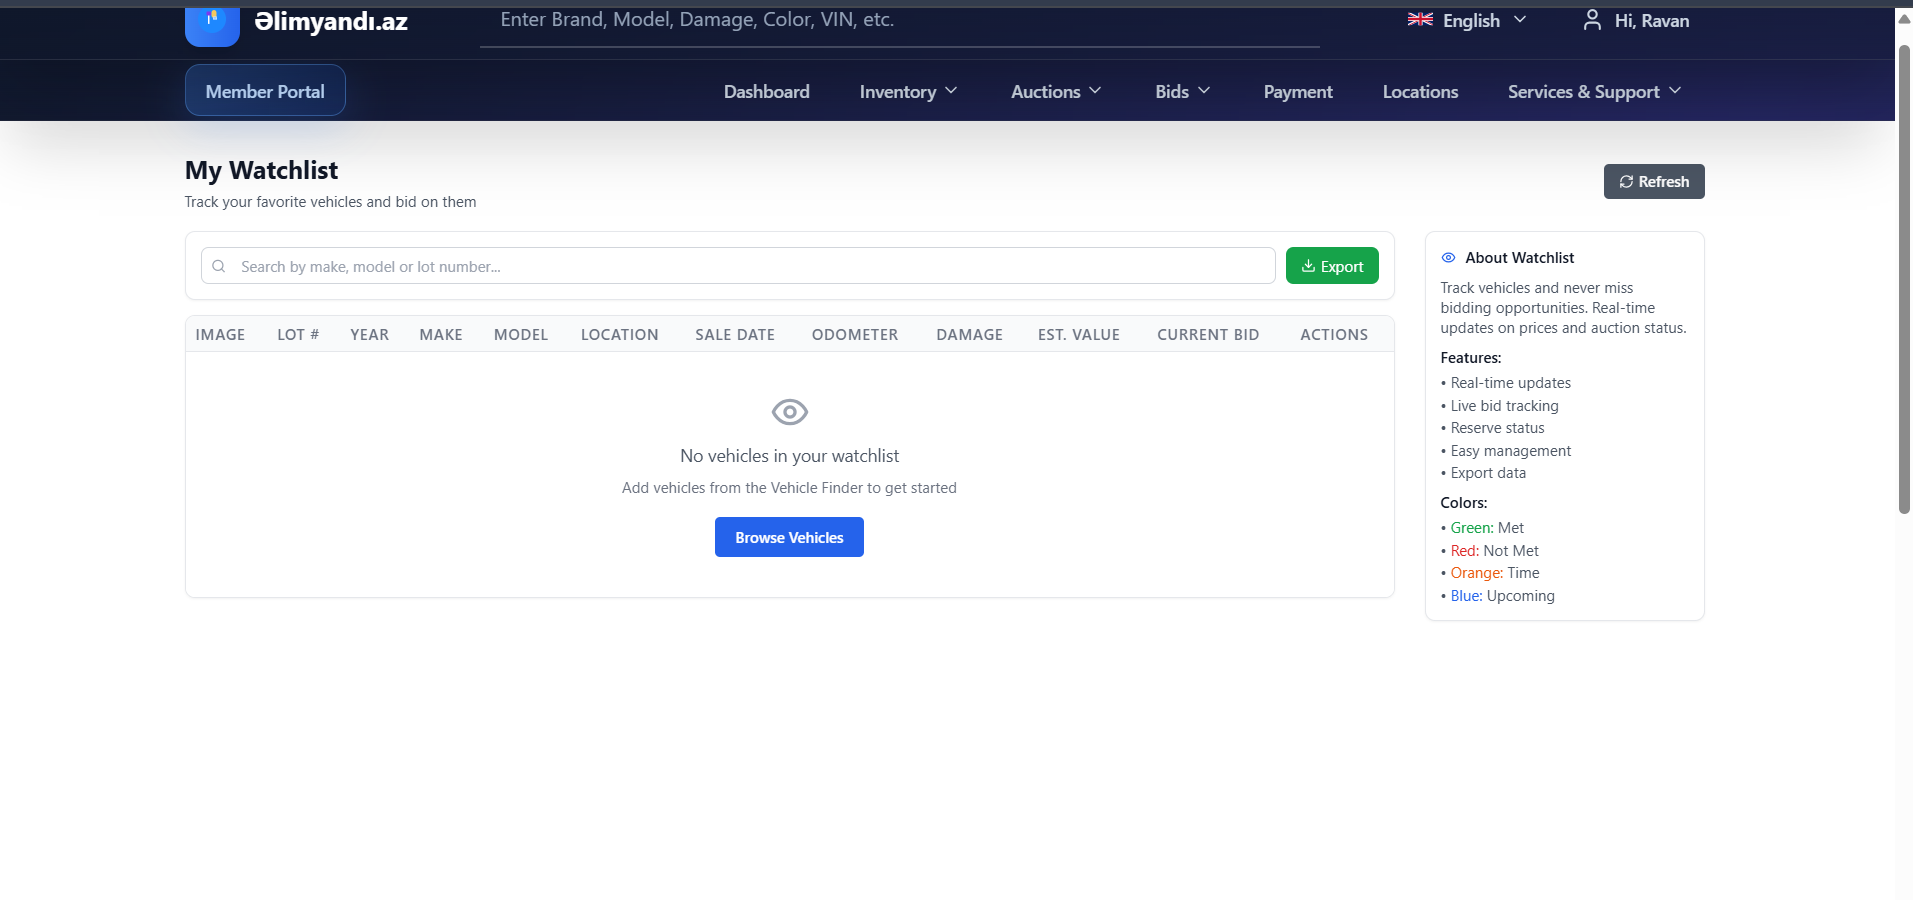 Əlimyandı.az
Enter Brand, Model, Damage, Color, VIN, etc.
English
Hi, Ravan
Member Portal
Dashboard
Inventory
Auctions
Bids
Payment
Locations
Services & Support
My Watchlist
Track your favorite vehicles and bid on them
Refresh
Search by make, model or lot number...
Export
IMAGE LOT # YEAR MAKE MODEL LOCATION SALE DATE ODOMETER DAMAGE EST. VALUE CURRENT BID ACTIONS
No vehicles in your watchlist
Add vehicles from the Vehicle Finder to get started
Browse Vehicles
About Watchlist
Track vehicles and never miss
bidding opportunities. Real-time
updates on prices and auction status.
Features:
• Real-time updates
• Live bid tracking
• Reserve status
• Easy management
• Export data
Colors:
• Green: Met
• Red: Not Met
• Orange: Time
• Blue: Upcoming